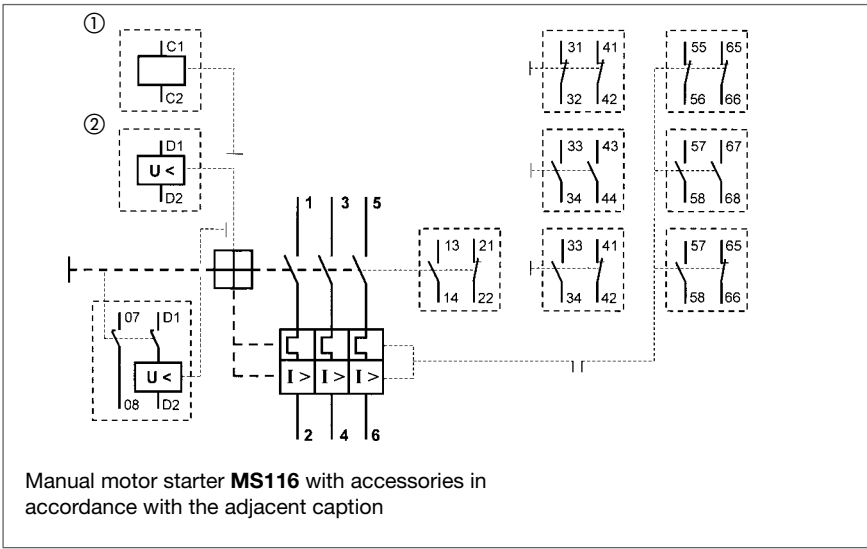 ①
C1
C2
②
D1
U <
D2
1 3 5
13 21
14 22
07 D1
U <
08 D2
I > I > I >
2 4 6
31 41
32 42
55 65
56 66
33 43
34 44
57 67
58 68
33 41
34 42
57 65
58 66
Manual motor starter MS116 with accessories in
accordance with the adjacent caption